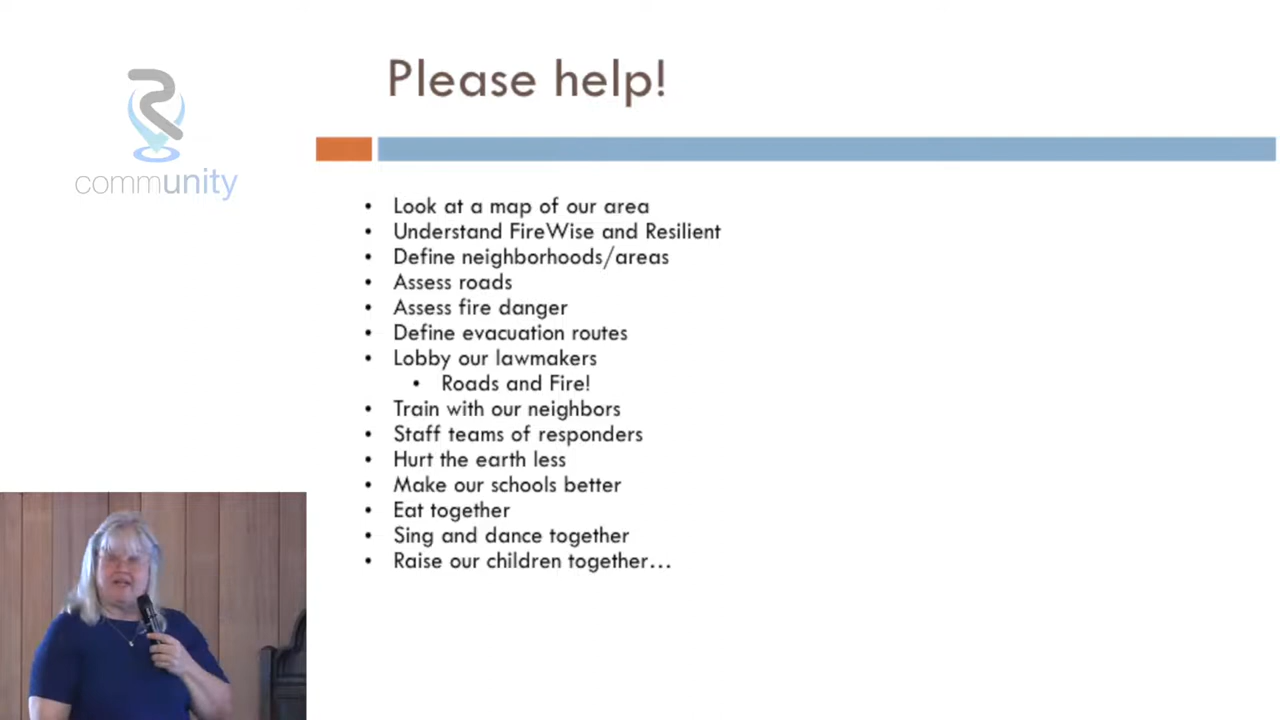 Please help!
community
• Look at a map of our area
• Understand FireWise and Resilient
• Define neighborhoods/areas
• Assess roads
• Assess fire danger
• Define evacuation routes
• Lobby our lawmakers
• Roads and Fire!
• Train with our neighbors
• Staff teams of responders
• Hurt the earth less
• Make our schools better
• Eat together
• Sing and dance together
• Raise our children together…